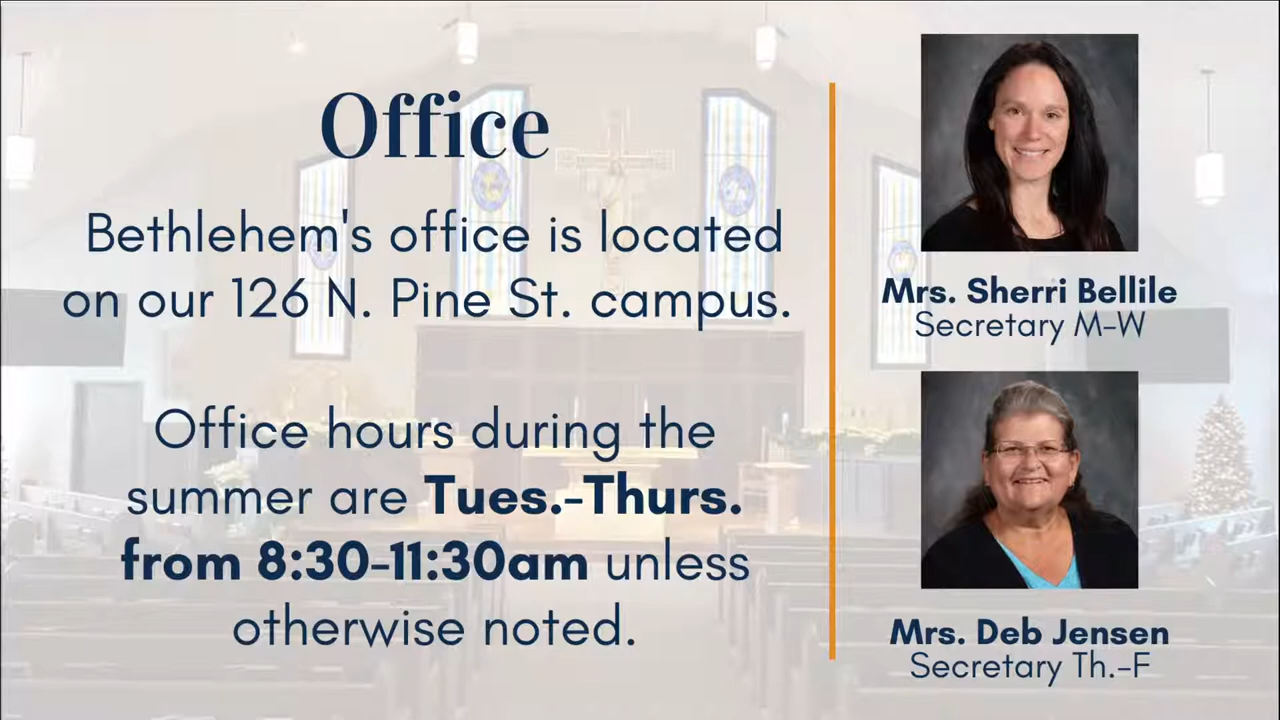 Office
Bethlehem's office is located
on our 126 N. Pine St. campus.
Office hours during the
summer are Tues.-Thurs.
from 8:30-11:30am unless
otherwise noted.
Mrs. Sherri Bellile
Secretary M-W
Mrs. Deb Jensen
Secretary Th.-F